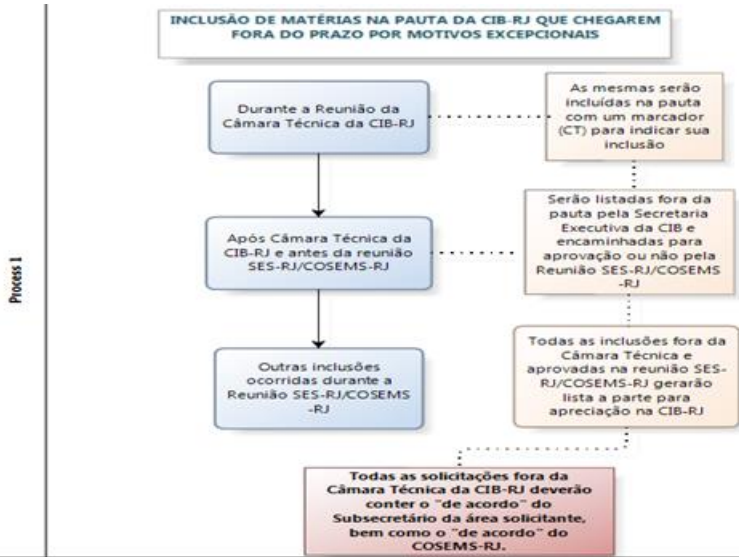 INCLUSÃO DE MATÉRIAS NA PAUTA DA CIB-RJ QUE CHEGAREM
FORA DO PRAZO POR MOTIVOS EXCEPCIONAIS
Durante a Reunião da
Câmara Técnica da CIB-RJ
As mesmas serão
incluídas na pauta
com um marcador
(CT) para indicar sua
inclusão
Após Câmara Técnica da
CIB-RJ e antes da reunião
SES-RJ/COSEMS-RJ
Serão listadas fora da
pauta pela Secretaria
Executiva da CIB e
encaminhadas para
aprovação ou não pela
Reunião SES-RJ/COSEMS
-RJ
Outras inclusões
ocorridas durante a
Reunião SES-RJ/COSEMS
-RJ
Todas as inclusões fora da
Câmara Técnica e
aprovadas na reunião SES-
RJ/COSEMS-RJ gerarão
lista a parte para
apreciação na CIB-RJ
Todas as solicitações fora da
Câmara Técnica da CIB-RJ deverão
conter o "de acordo" do
Subsecretário da área solicitante,
bem como o "de acordo" do
COSEMS-RJ.
Process 1